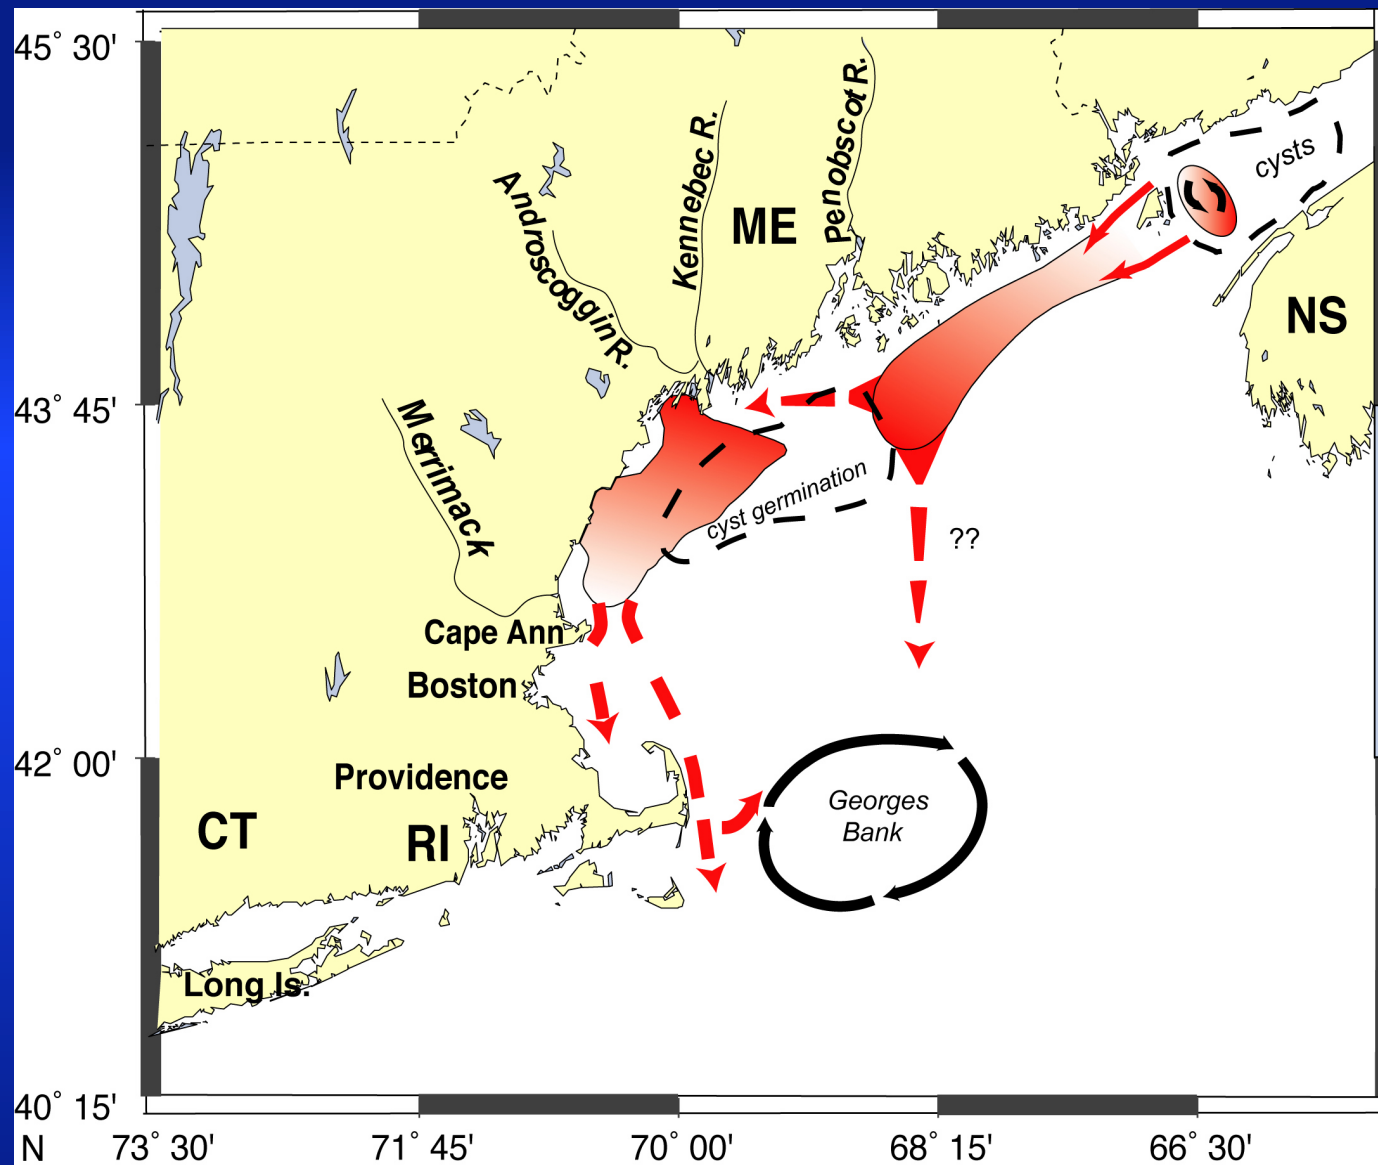 45° 30'
Androscoggin R.
Kennebec R.
ME
Penobscot R.
cysts
NS
43° 45'
Merrimack
cyst germination
??
Cape Ann
Boston
42° 00'
Providence
Georges
Bank
CT
RI
Long Is.
40° 15'
N
73° 30'
71° 45'
70° 00'
68° 15'
66° 30'